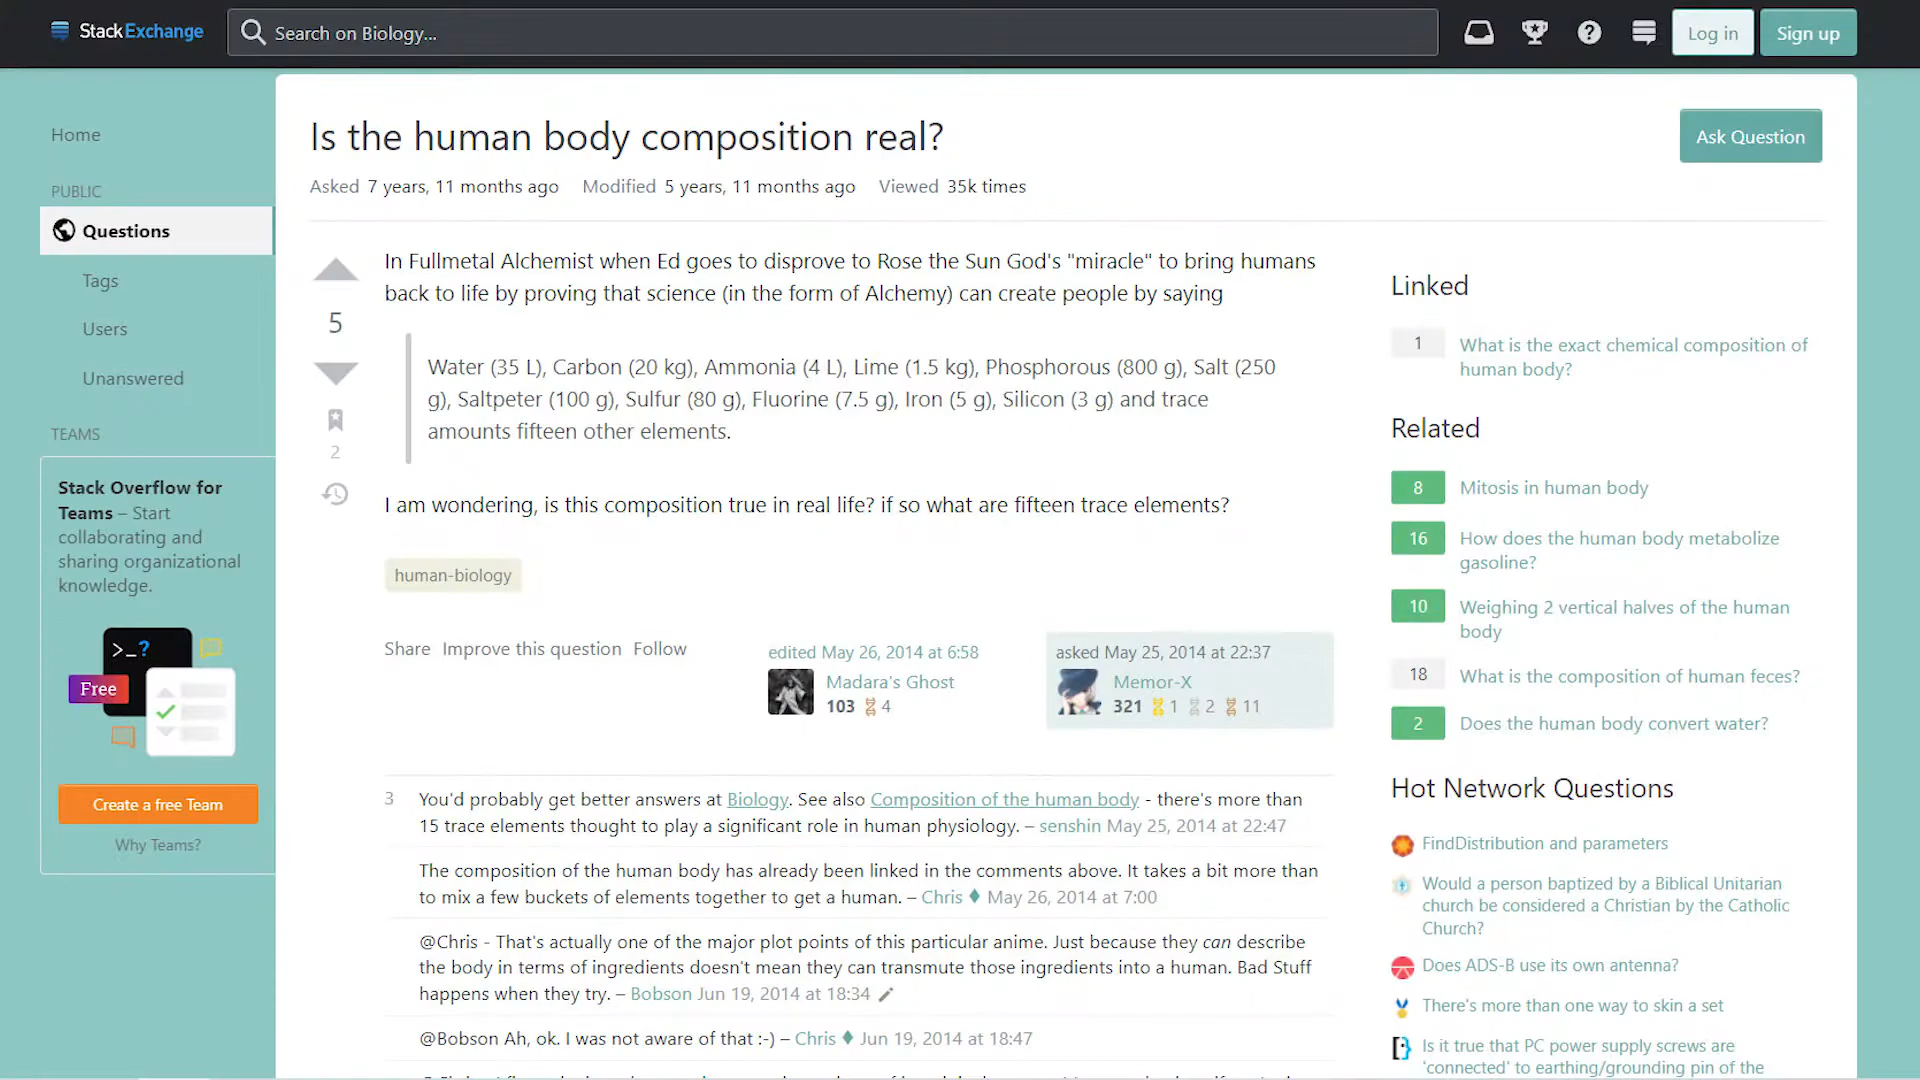 StackExchange
Search on Biology...
Log in
Sign up
Home
PUBLIC
Questions
Tags
Users
Unanswered
TEAMS
Stack Overflow for
Teams – Start
collaborating and
sharing organizational
knowledge.
>_?
Free
Create a free Team
Why Teams?
Is the human body composition real?
Ask Question
Asked 7 years, 11 months ago Modified 5 years, 11 months ago Viewed 35k times
5
2
In Fullmetal Alchemist when Ed goes to disprove to Rose the Sun God's "miracle" to bring humans
back to life by proving that science (in the form of Alchemy) can create people by saying
Water (35 L), Carbon (20 kg), Ammonia (4 L), Lime (1.5 kg), Phosphorous (800 g), Salt (250
g), Saltpeter (100 g), Sulfur (80 g), Fluorine (7.5 g), Iron (5 g), Silicon (3 g) and trace
amounts fifteen other elements.
I am wondering, is this composition true in real life? if so what are fifteen trace elements?
human-biology
Share Improve this question Follow
edited May 26, 2014 at 6:58
Madara's Ghost
103 4
asked May 25, 2014 at 22:37
Memor-X
321 1 2 11
3 You'd probably get better answers at Biology. See also Composition of the human body - there's more than
15 trace elements thought to play a significant role in human physiology. – senshin May 25, 2014 at 22:47
The composition of the human body has already been linked in the comments above. It takes a bit more than
to mix a few buckets of elements together to get a human. – Chris ♦ May 26, 2014 at 7:00
@Chris - That's actually one of the major plot points of this particular anime. Just because they can describe
the body in terms of ingredients doesn't mean they can transmute those ingredients into a human. Bad Stuff
happens when they try. – Bobson Jun 19, 2014 at 18:34
@Bobson Ah, ok. I was not aware of that :-) – Chris ♦ Jun 19, 2014 at 18:47
Linked
1 What is the exact chemical composition of
human body?
Related
8 Mitosis in human body
16 How does the human body metabolize
gasoline?
10 Weighing 2 vertical halves of the human
body
18 What is the composition of human feces?
2 Does the human body convert water?
Hot Network Questions
FindDistribution and parameters
Would a person baptized by a Biblical Unitarian
church be considered a Christian by the Catholic
Church?
Does ADS-B use its own antenna?
There's more than one way to skin a set
Is it true that PC power supply screws are
'connected' to earthing/grounding pin of the